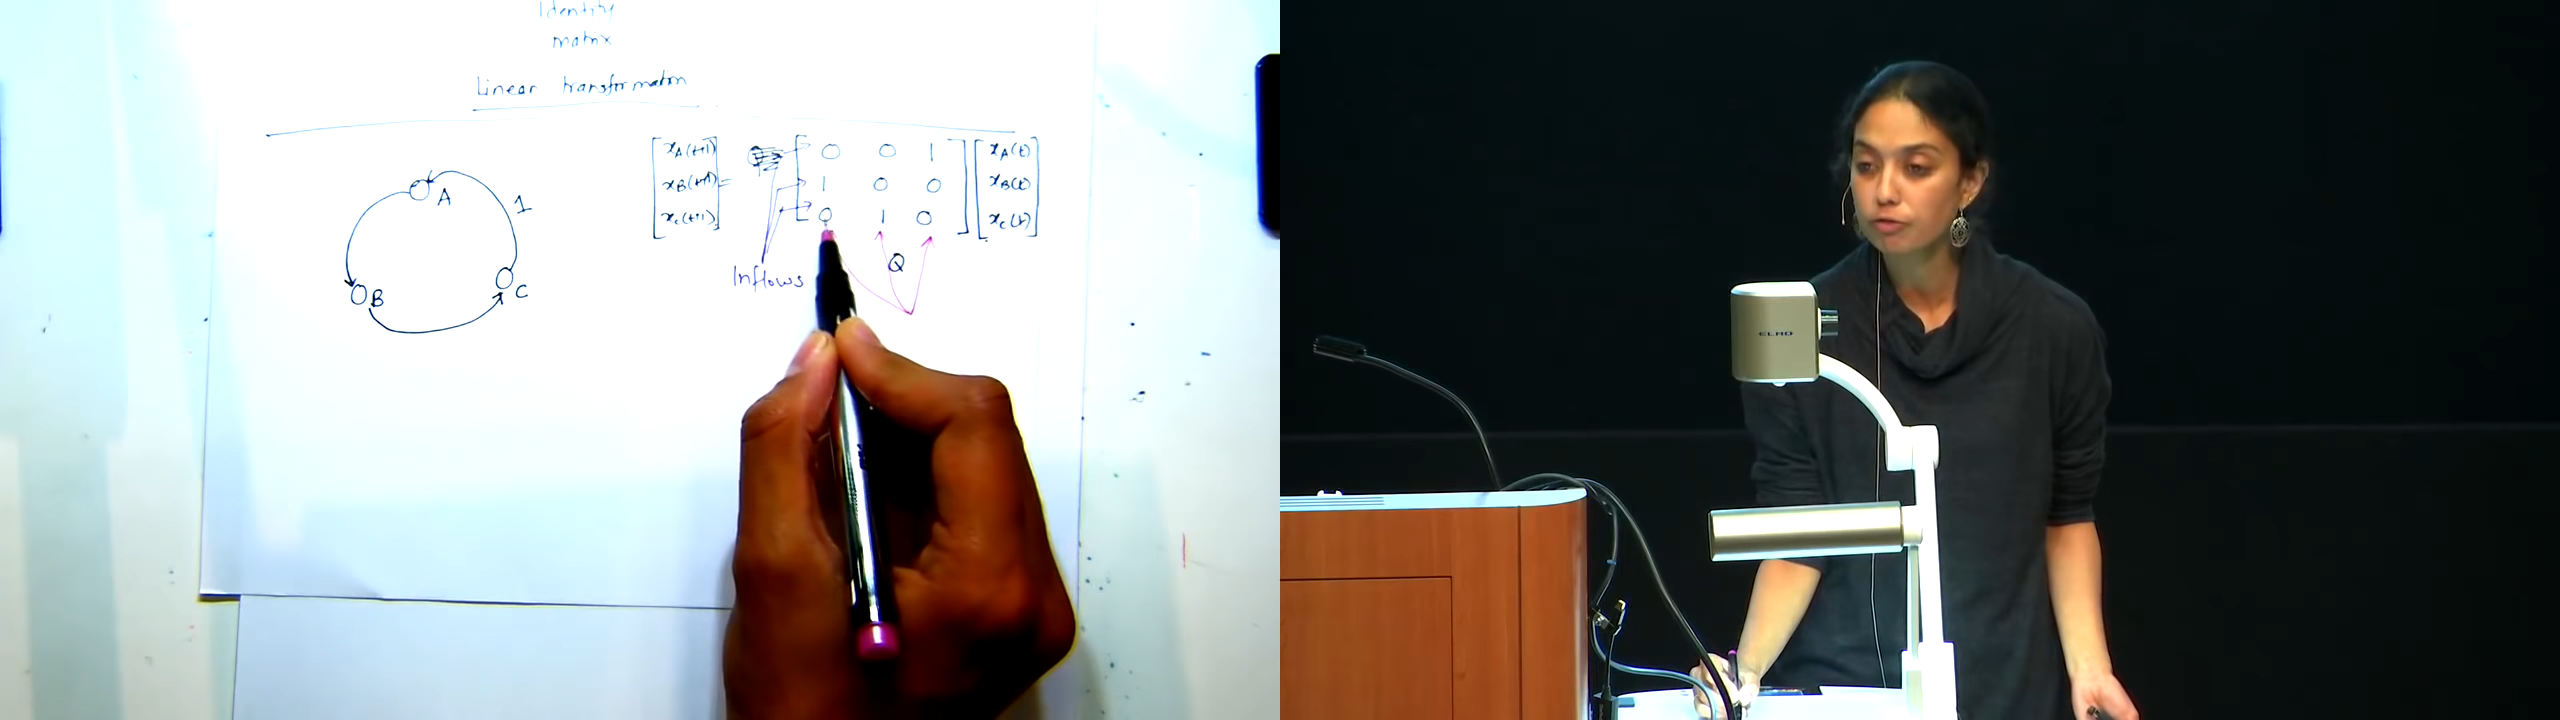 Identity
matrix
Linear transformation
xA(t+1) 0 0 1 xA(t)
xB(t+1) = 1 0 0 xB(t)
xC(t+1) 0 1 0 xC(t)
A
1
B
C
Q
Inflows
ELMO